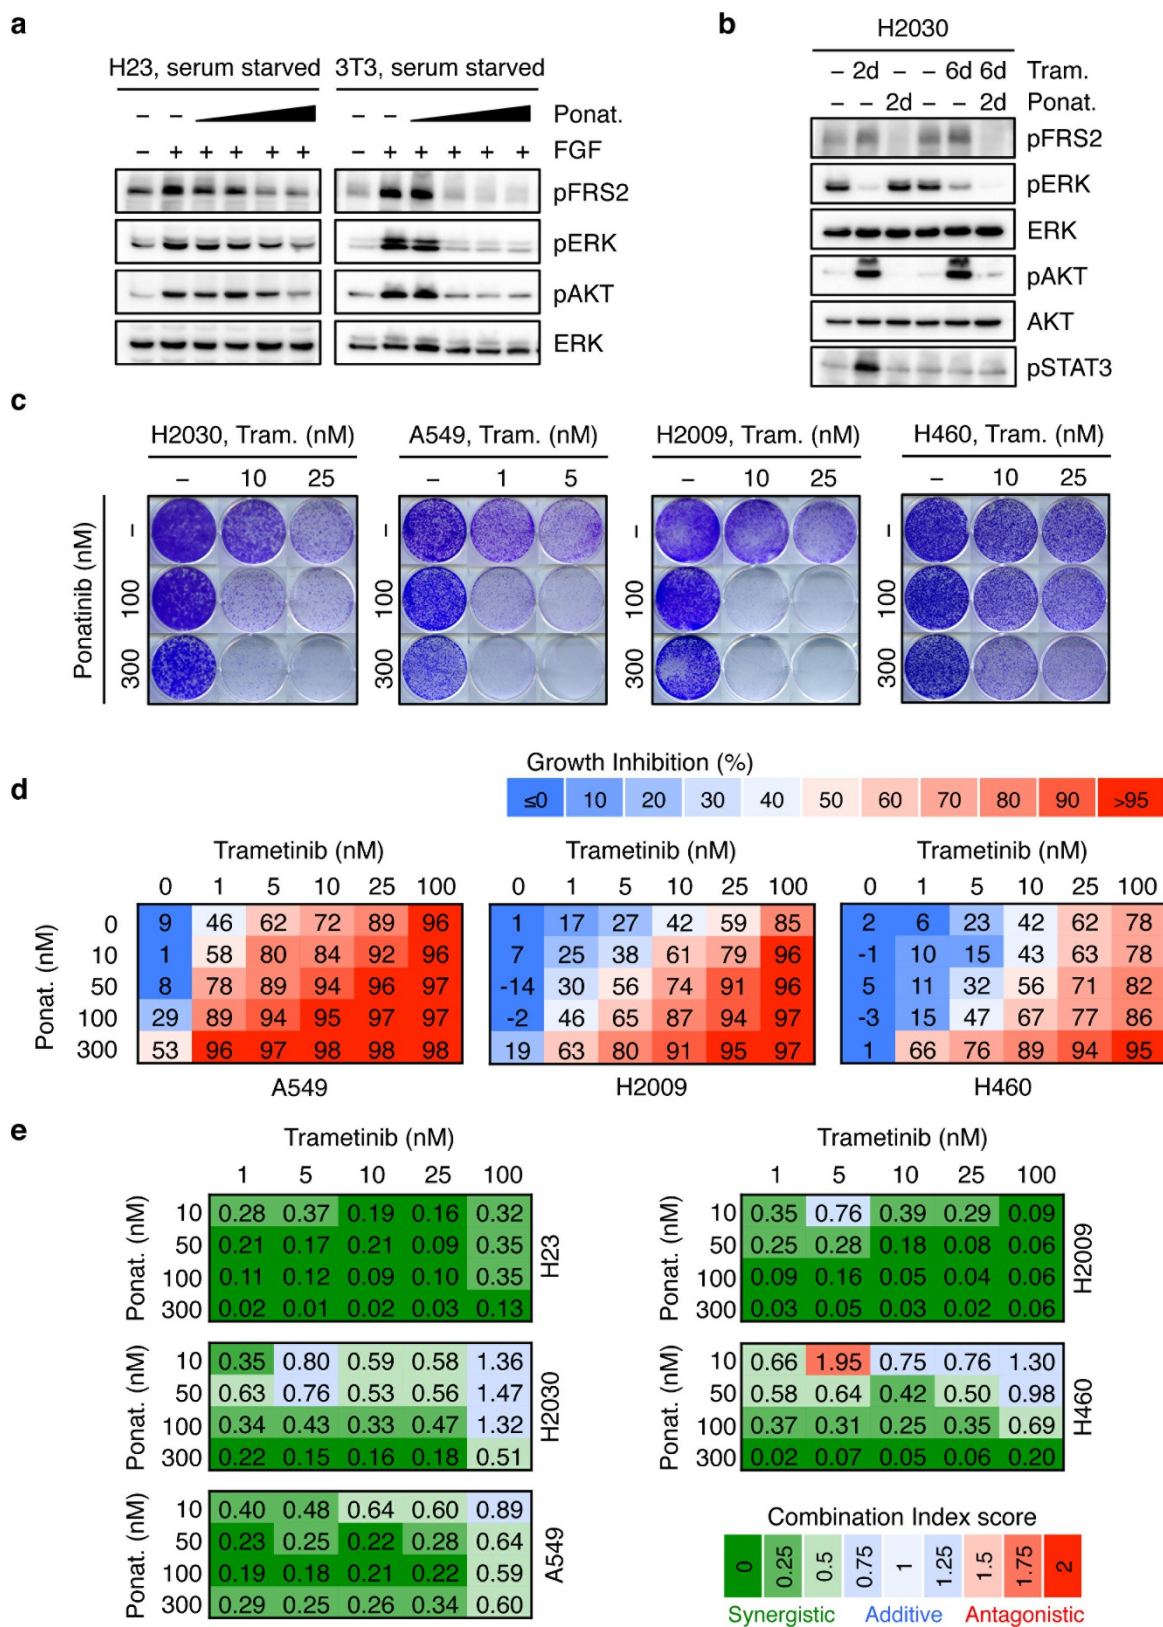 a
H23, serum starved 3T3, serum starved
– – – – Ponat.
– + + + + + – + + + + + FGF
pFRS2
pERK
pAKT
ERK
b
H2030
– 2d – – 6d 6d Tram.
– – 2d – – 2d Ponat.
pFRS2
pERK
ERK
pAKT
AKT
pSTAT3
c
H2030, Tram. (nM) A549, Tram. (nM) H2009, Tram. (nM) H460, Tram. (nM)
– 10 25 – 1 5 – 10 25 – 10 25
Ponatinib (nM)
– – – –
100 100 100 100
300 300 300 300
d
Growth Inhibition (%)
≤0 10 20 30 40 50 60 70 80 90 >95
Trametinib (nM) Trametinib (nM) Trametinib (nM)
0 1 5 10 25 100 0 1 5 10 25 100 0 1 5 10 25 100
Ponat. (nM)
0 9 46 62 72 89 96 1 17 27 42 59 85 2 6 23 42 62 78
10 1 58 80 84 92 96 7 25 38 61 79 96 -1 10 15 43 63 78
50 8 78 89 94 96 97 -14 30 56 74 91 96 5 11 32 56 71 82
100 29 89 94 95 97 97 -2 46 65 87 94 97 -3 15 47 67 77 86
300 53 96 97 98 98 98 19 63 80 91 95 97 1 66 76 89 94 95
A549 H2009 H460
e
Trametinib (nM)
1 5 10 25 100
Ponat. (nM)
10 0.28 0.37 0.19 0.16 0.32
50 0.21 0.17 0.21 0.09 0.35
100 0.11 0.12 0.09 0.10 0.35
300 0.02 0.01 0.02 0.03 0.13
H23
Ponat. (nM)
10 0.35 0.80 0.59 0.58 1.36
50 0.63 0.76 0.53 0.56 1.47
100 0.34 0.43 0.33 0.47 1.32
300 0.22 0.15 0.16 0.18 0.51
H2030
Ponat. (nM)
10 0.40 0.48 0.64 0.60 0.89
50 0.23 0.25 0.22 0.28 0.64
100 0.19 0.18 0.21 0.22 0.59
300 0.29 0.25 0.26 0.34 0.60
A549
Trametinib (nM)
1 5 10 25 100
Ponat. (nM)
10 0.35 0.76 0.39 0.29 0.09
50 0.25 0.28 0.18 0.08 0.06
100 0.09 0.16 0.05 0.04 0.06
300 0.03 0.05 0.03 0.02 0.06
H2009
Ponat. (nM)
10 0.66 1.95 0.75 0.76 1.30
50 0.58 0.64 0.42 0.50 0.98
100 0.37 0.31 0.25 0.35 0.69
300 0.02 0.07 0.05 0.06 0.20
H460
Combination Index score
0 0.25 0.5 0.75 1 1.25 1.5 1.75 2
Synergistic Additive Antagonistic